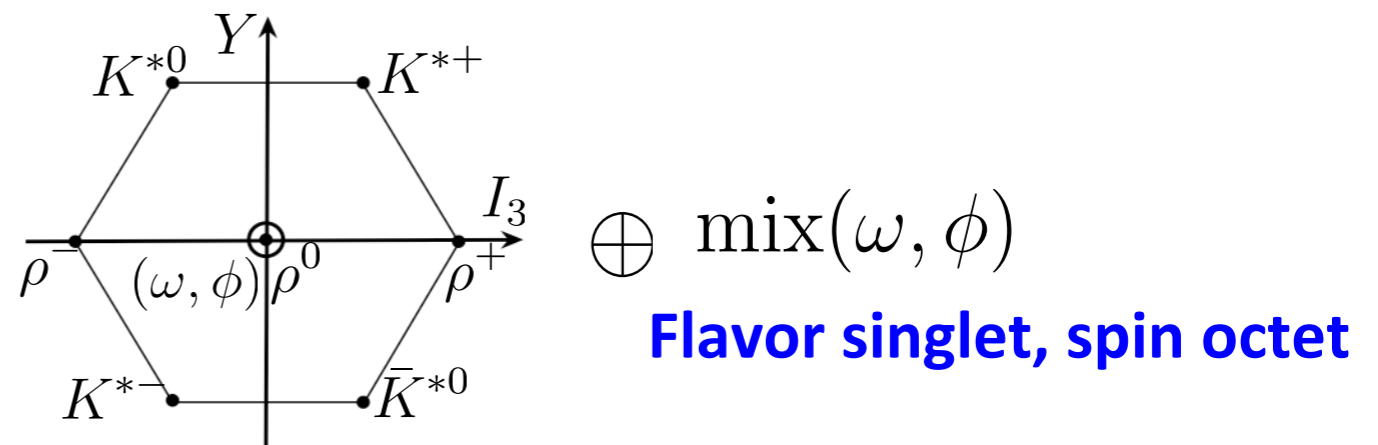 Y
K*0 K*+
I₃
⊕ mix(ω, ϕ)
ρ⁻ (ω, ϕ) ρ⁰ ρ⁺
Flavor singlet, spin octet
K*⁻ K̄*0